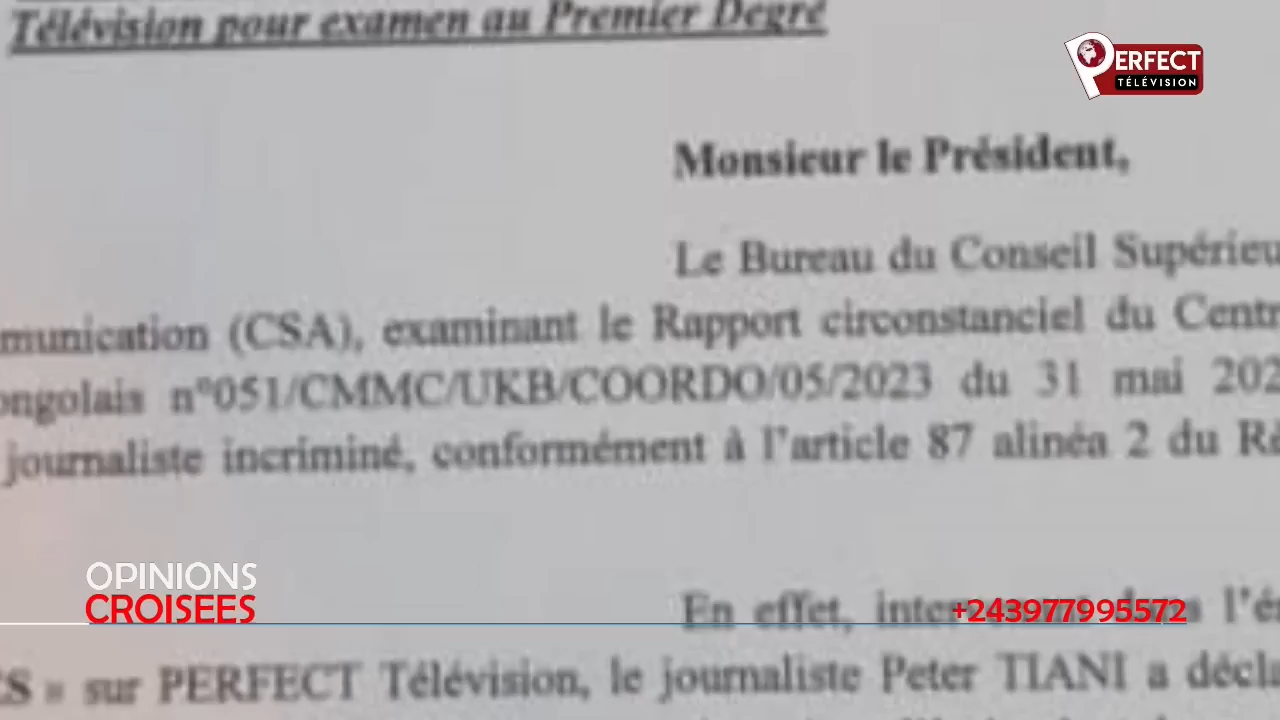 Télévision pour examen au Premier Degré
PERFECT
TÉLÉVISION
Monsieur le Président,
Le Bureau du Conseil Supérieu
munication (CSA), examinant le Rapport circonstanciel du Centr
ongolais n°051/CMMC/UKB/COORDO/05/2023 du 31 mai 202
journaliste incriminé, conformément à l'article 87 alinéa 2 du Rè
OPINIONS
CROISEES
En effet, dans l'é
+243977995572
ES » sur PERFECT Télévision, le journaliste Peter TIANI a décla